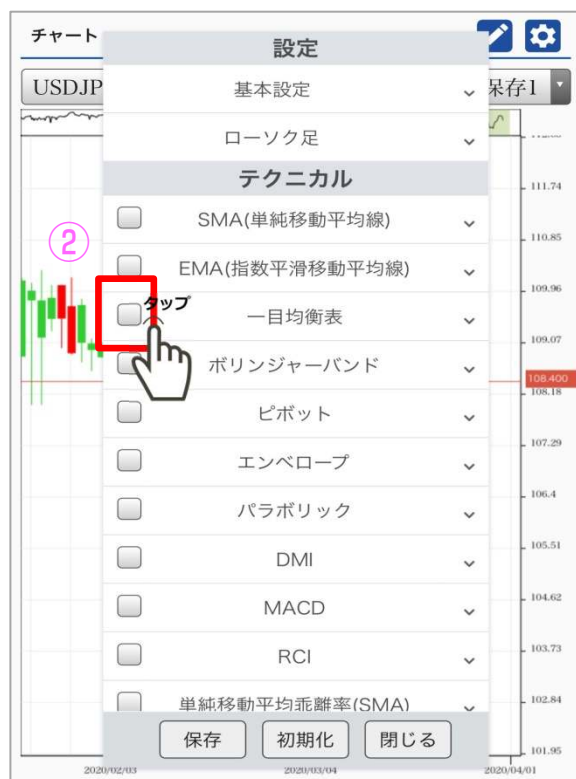 チャート
設定
USDJP
保存1
基本設定
ローソク足
テクニカル
SMA(単純移動平均線)
②
EMA(指数平滑移動平均線)
タップ
一目均衡表
ボリンジャーバンド
ピボット
エンベロープ
パラボリック
DMI
MACD
RCI
単純移動平均乖離率(SMA)
保存 初期化 閉じる
111.74
110.85
109.96
109.07
108.400
108.18
107.29
106.4
105.51
104.62
103.73
102.84
101.95
2020/02/03 2020/03/04 2020/04/01